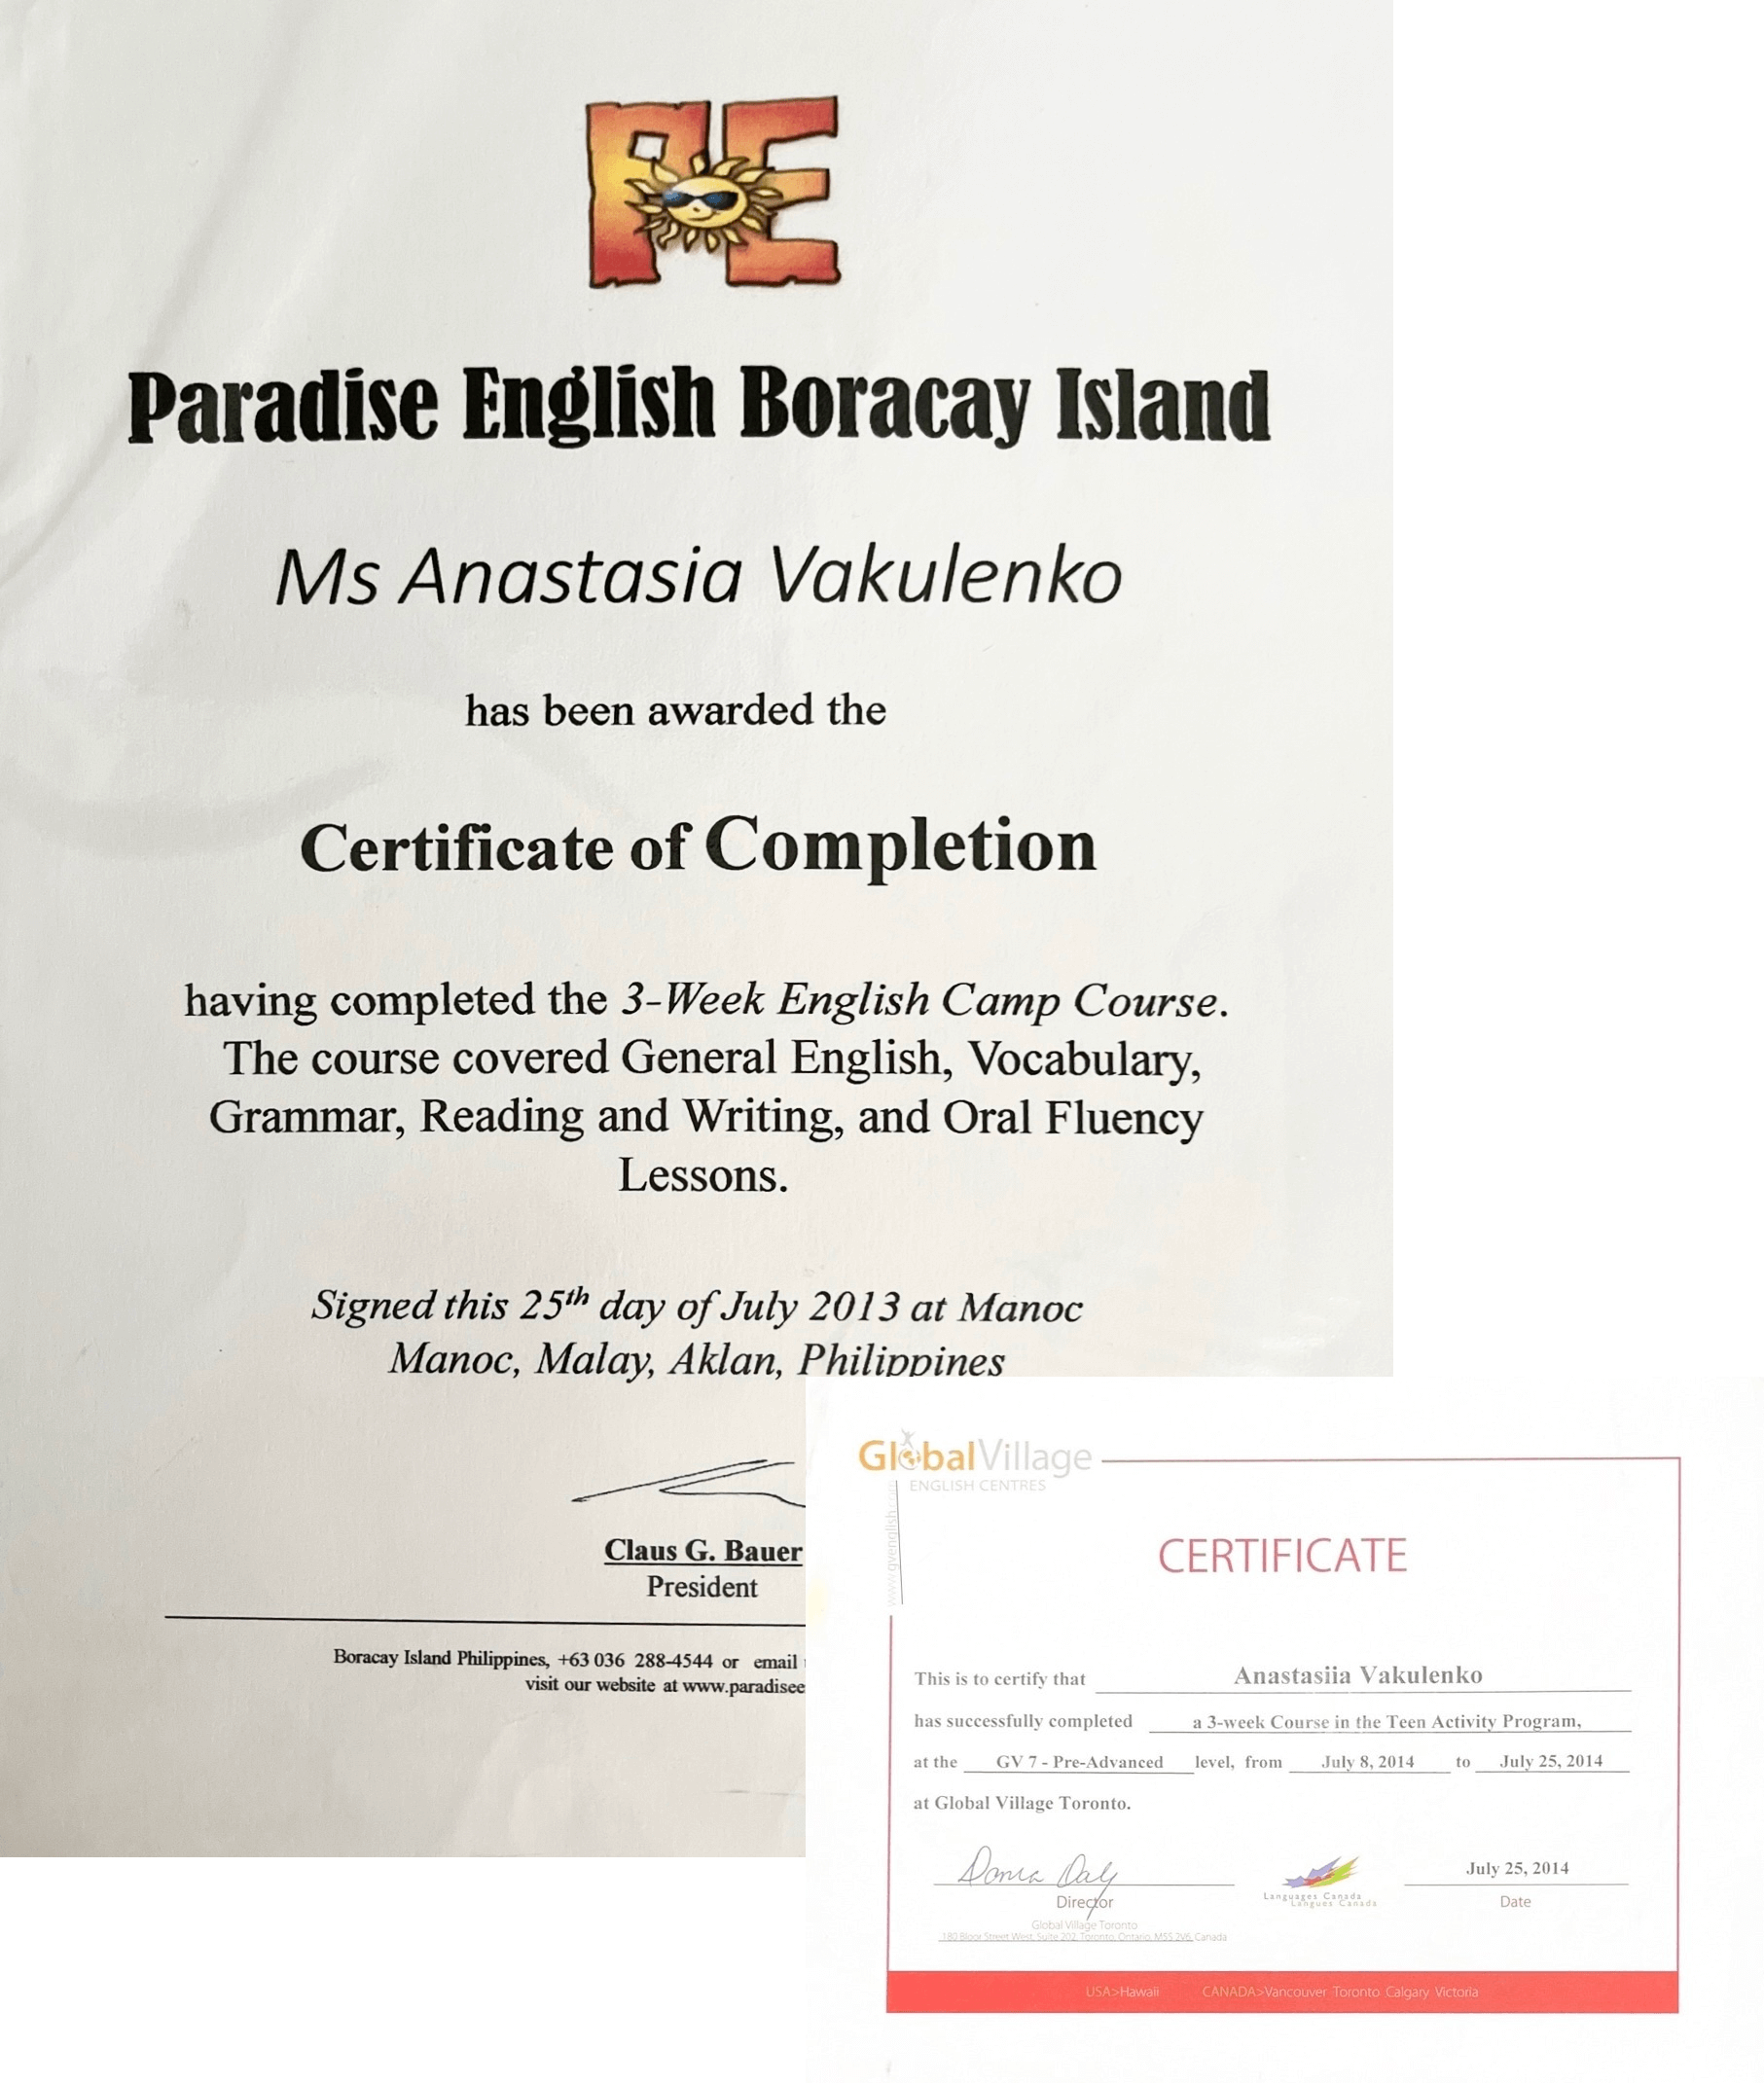 PE
Paradise English Boracay Island
Ms Anastasia Vakulenko
has been awarded the
Certificate of Completion
having completed the 3-Week English Camp Course.
The course covered General English, Vocabulary,
Grammar, Reading and Writing, and Oral Fluency
Lessons.
Signed this 25th day of July 2013 at Manoc
Manoc, Malay, Aklan, Philippines
Claus G. Bauer
President
Boracay Island Philippines, +63 036 288-4544 or email
visit our website at www.paradisee
Global Village
ENGLISH CENTRES
www.gvenglish.com
CERTIFICATE
This is to certify that Anastasiia Vakulenko
has successfully completed a 3-week Course in the Teen Activity Program,
at the GV 7 - Pre-Advanced level, from July 8, 2014 to July 25, 2014
at Global Village Toronto.
July 25, 2014
Director
Languages Canada
Langues Canada
Date
Global Village Toronto
180 Bloor Street West, Suite 202, Toronto, Ontario, M5S 2V6, Canada
USA>Hawaii CANADA>Vancouver Toronto Calgary Victoria